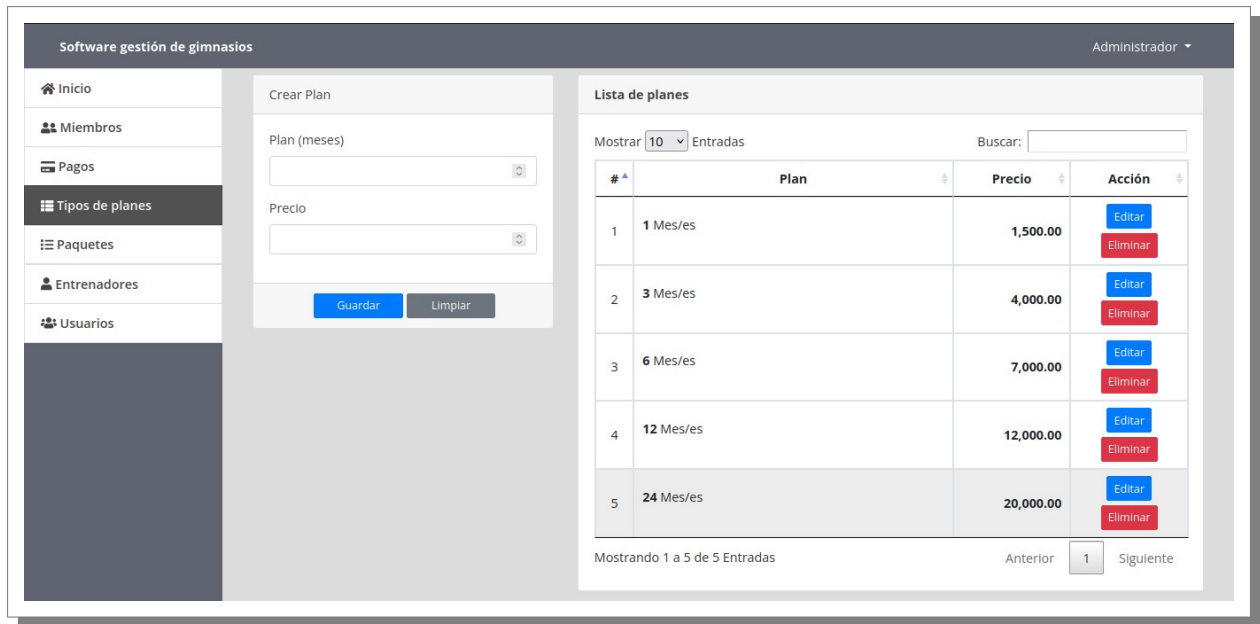 Software gestión de gimnasios
Administrador
Inicio
Miembros
Pagos
Tipos de planes
Paquetes
Entrenadores
Usuarios
Crear Plan
Plan (meses)
Precio
Guardar Limpiar
Lista de planes
Mostrar 10 Entradas Buscar:
# Plan Precio Acción
1 1 Mes/es 1,500.00 Editar
Eliminar
2 3 Mes/es 4,000.00 Editar
Eliminar
3 6 Mes/es 7,000.00 Editar
Eliminar
4 12 Mes/es 12,000.00 Editar
Eliminar
5 24 Mes/es 20,000.00 Editar
Eliminar
Mostrando 1 a 5 de 5 Entradas Anterior 1 Siguiente